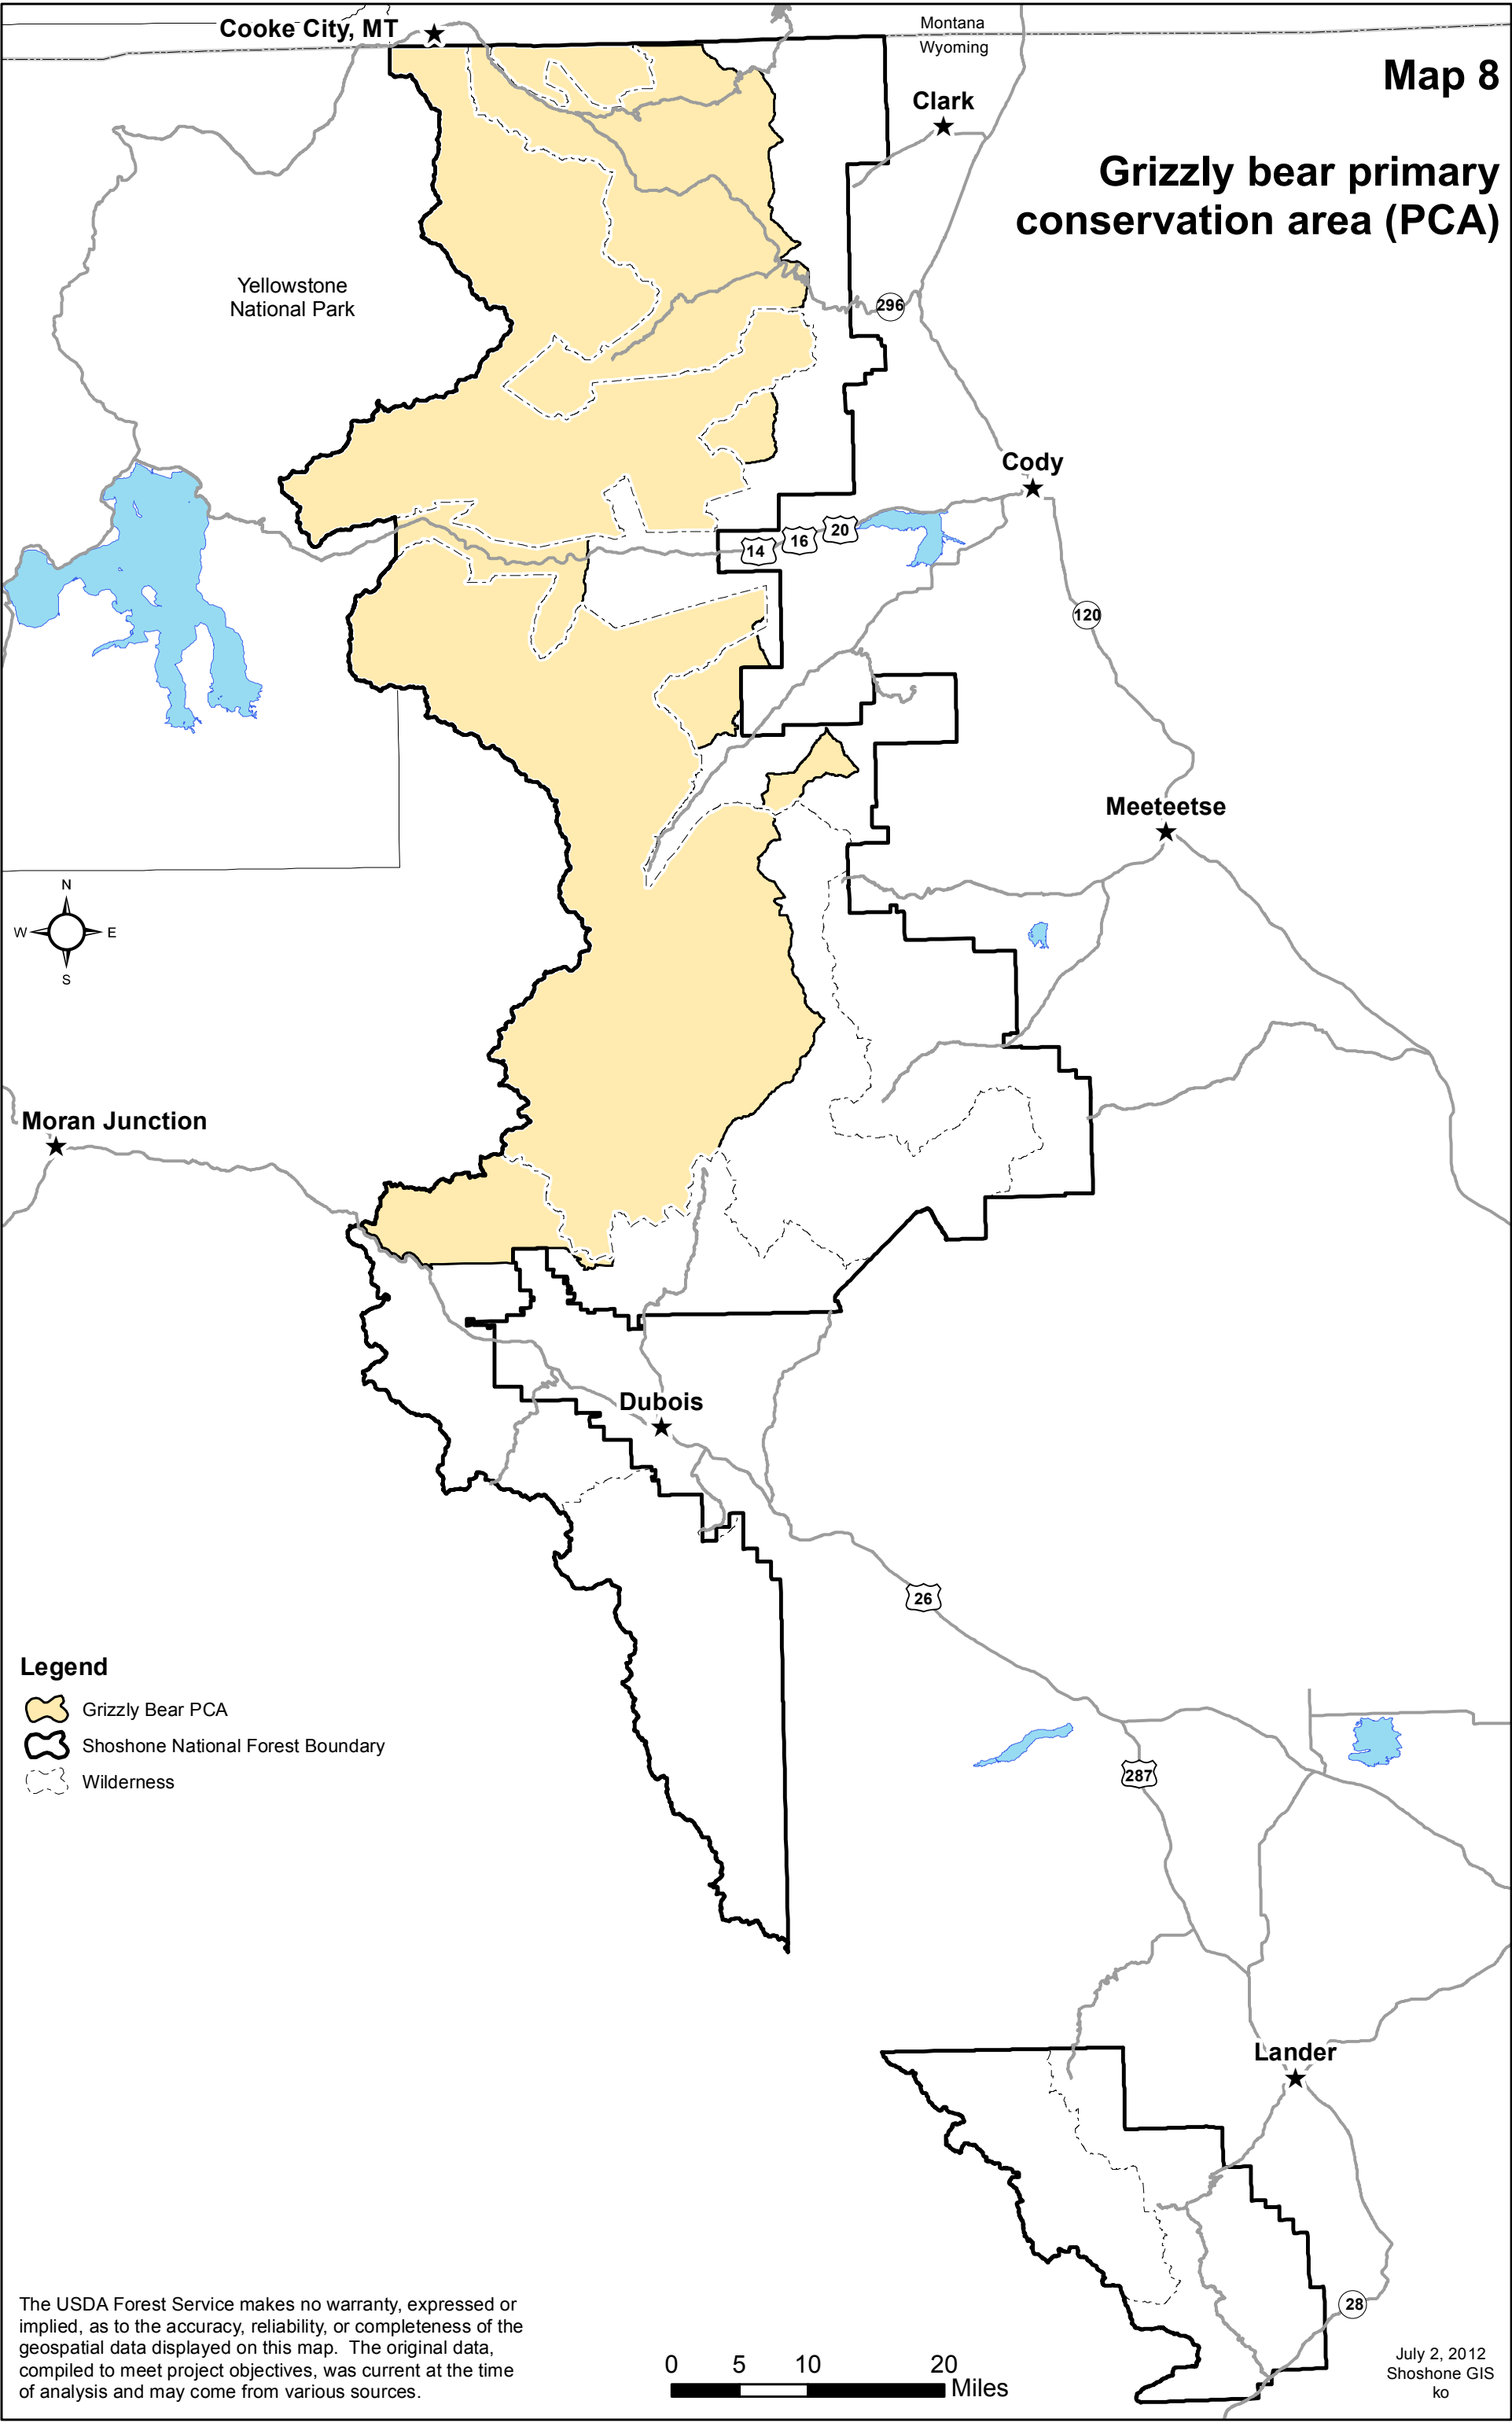 Cooke City, MT
Montana
Wyoming
Map 8
Clark
Grizzly bear primary
conservation area (PCA)
Yellowstone
National Park
296
Cody
20
16
14
120
Meeteetse
N
W
E
S
Moran Junction
Dubois
26
Legend
Grizzly Bear PCA
Shoshone National Forest Boundary
Wilderness
287
Lander
28
The USDA Forest Service makes no warranty, expressed or
implied, as to the accuracy, reliability, or completeness of the
geospatial data displayed on this map. The original data,
compiled to meet project objectives, was current at the time
of analysis and may come from various sources.
0 5 10 20
Miles
July 2, 2012
Shoshone GIS
ko